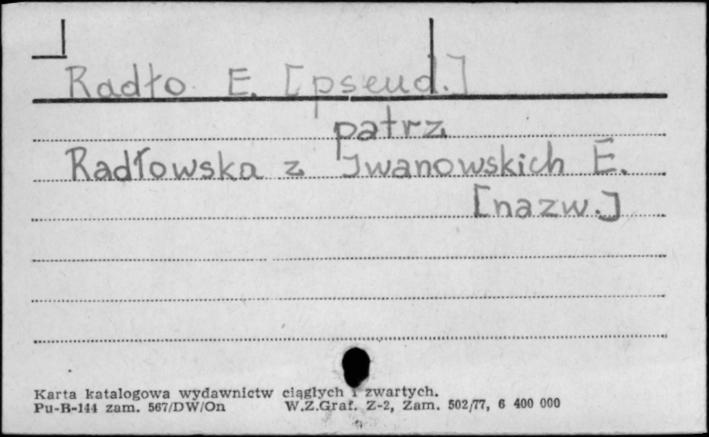 Radło E. [pseud.]
patrz
Radłowska z Iwanowskich E.
[nazw.]
Karta katalogowa wydawnictw ciągłych i zwartych.
Pu-B-144 zam. 567/DW/On W.Z.Graf. Z-2, Zam. 502/77, 6 400 000